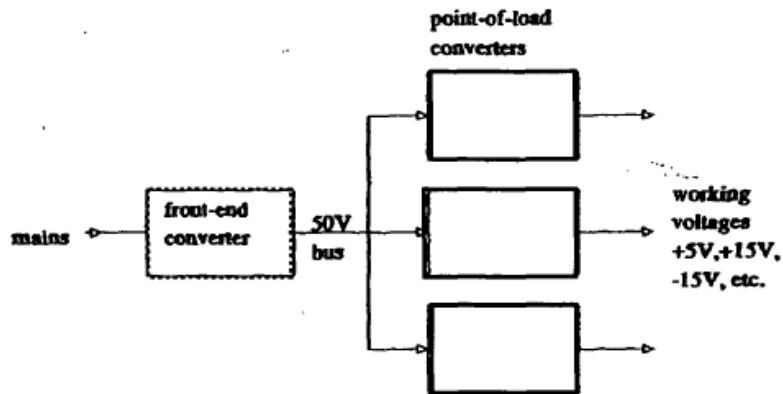 point-of-load
converters
front-end
converter
mains
50V
bus
working
voltages
+5V,+15V,
-15V, etc.